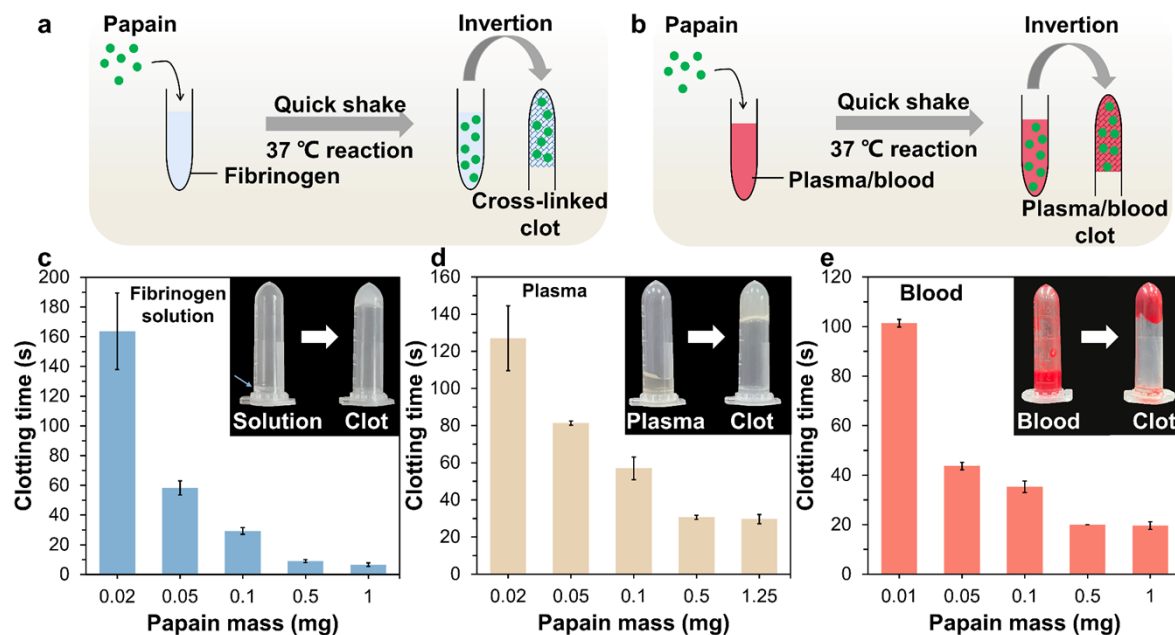 a
Papain
Invertion
Quick shake
37 ℃ reaction
Fibrinogen
Cross-linked
clot
b
Papain
Invertion
Quick shake
37 ℃ reaction
Plasma/blood
Plasma/blood
clot
c
Clotting time (s)
200
180
160
140
120
100
80
60
40
20
0
Fibrinogen
solution
Solution
Clot
0.02 0.05 0.1 0.5 1
Papain mass (mg)
d
Clotting time (s)
160
140
120
100
80
60
40
20
0
Plasma
Plasma
Clot
0.02 0.05 0.1 0.5 1.25
Papain mass (mg)
e
Clotting time (s)
120
100
80
60
40
20
0
Blood
Blood
Clot
0.01 0.05 0.1 0.5 1
Papain mass (mg)